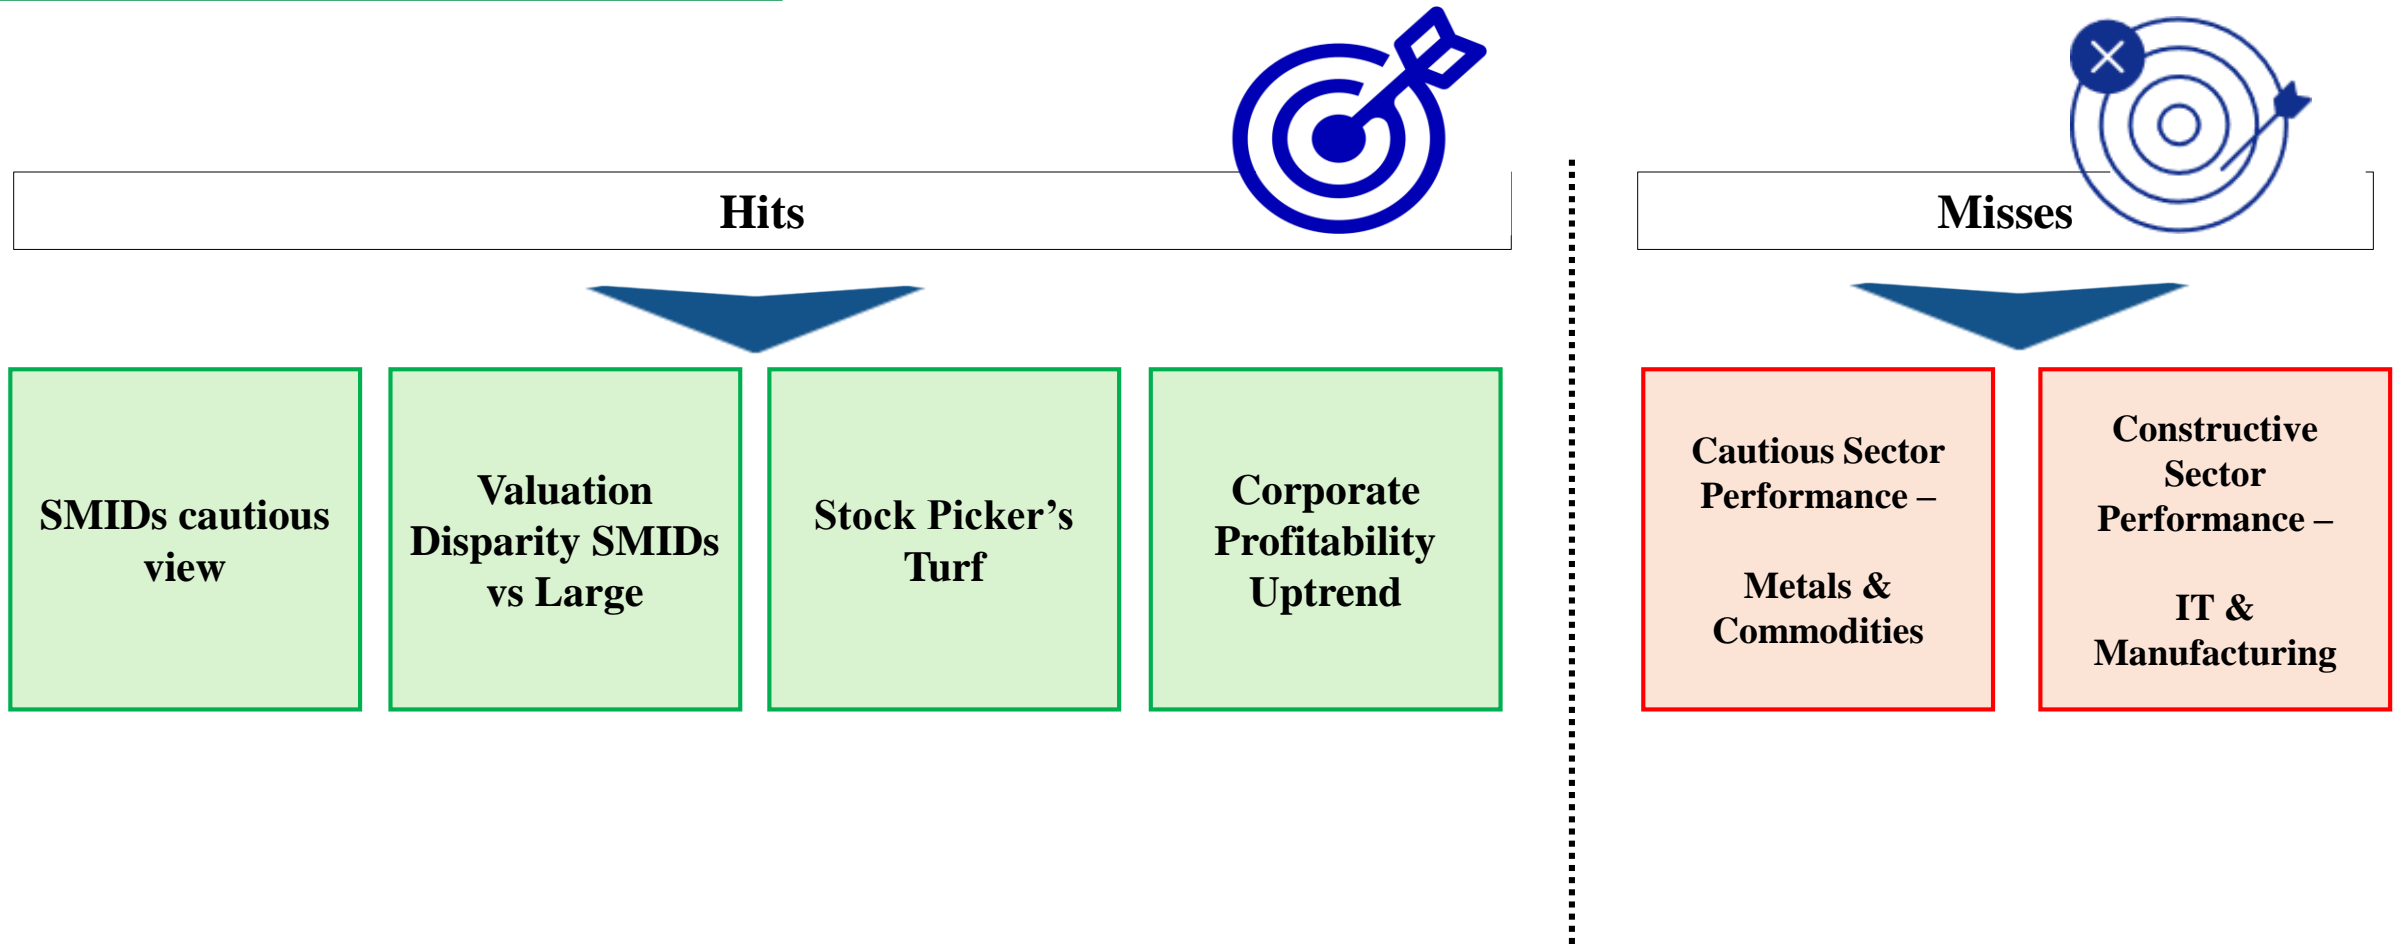 Hits
Misses
SMIDs cautious
view
Valuation
Disparity SMIDs
vs Large
Stock Picker’s
Turf
Corporate
Profitability
Uptrend
Cautious Sector
Performance –
Metals &
Commodities
Constructive
Sector
Performance –
IT &
Manufacturing